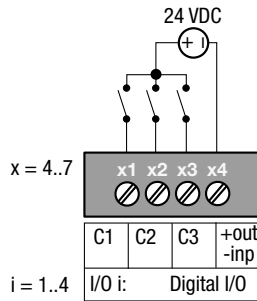 24 VDC
+ I
x = 4..7
x1 x2 x3 x4
C1 C2 C3 +out
-inp
i = 1..4 I/O i: Digital I/O